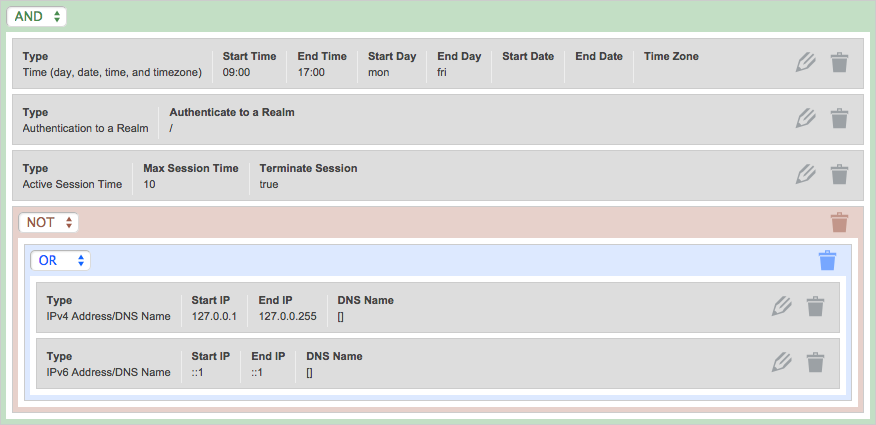 AND
Type Start Time End Time Start Day End Day Start Date End Date Time Zone
Time (day, date, time, and timezone) 09:00 17:00 mon fri
Type Authenticate to a Realm
Authentication to a Realm /
Type Max Session Time Terminate Session
Active Session Time 10 true
NOT
OR
Type Start IP End IP DNS Name
IPv4 Address/DNS Name 127.0.0.1 127.0.0.255 []
Type Start IP End IP DNS Name
IPv6 Address/DNS Name ::1 ::1 []